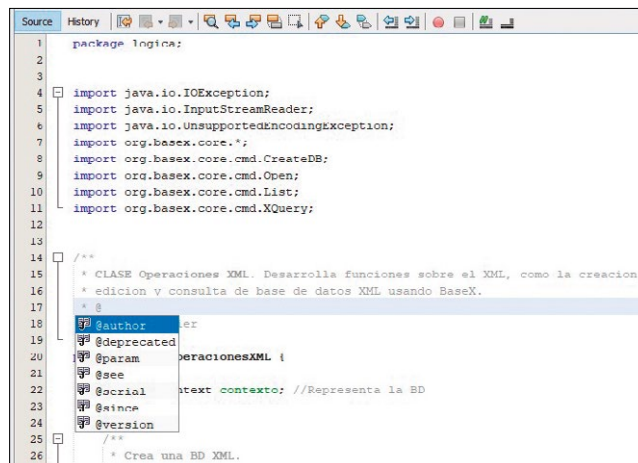 Source History
1 package logica;
2
3
4 import java.io.IOException;
5 import java.io.InputStreamReader;
6 import java.io.UnsupportedEncodingException;
7 import org.basex.core.*;
8 import org.basex.core.cmd.CreateDB;
9 import org.basex.core.cmd.Open;
10 import org.basex.core.cmd.List;
11 import org.basex.core.cmd.XQuery;
12
13
14 /**
15 * CLASE Operaciones XML. Desarrolla funciones sobre el XML, como la creacion
16 * edicion y consulta de base de datos XML usando BaseX.
17 * @
18 @author ier
19 @deprecated
20 @param peracionesXML {
21 @see
22 @serial text contexto; //Representa la BD
23 @since
24 @version
25 /**
26 * Crea una BD XML.